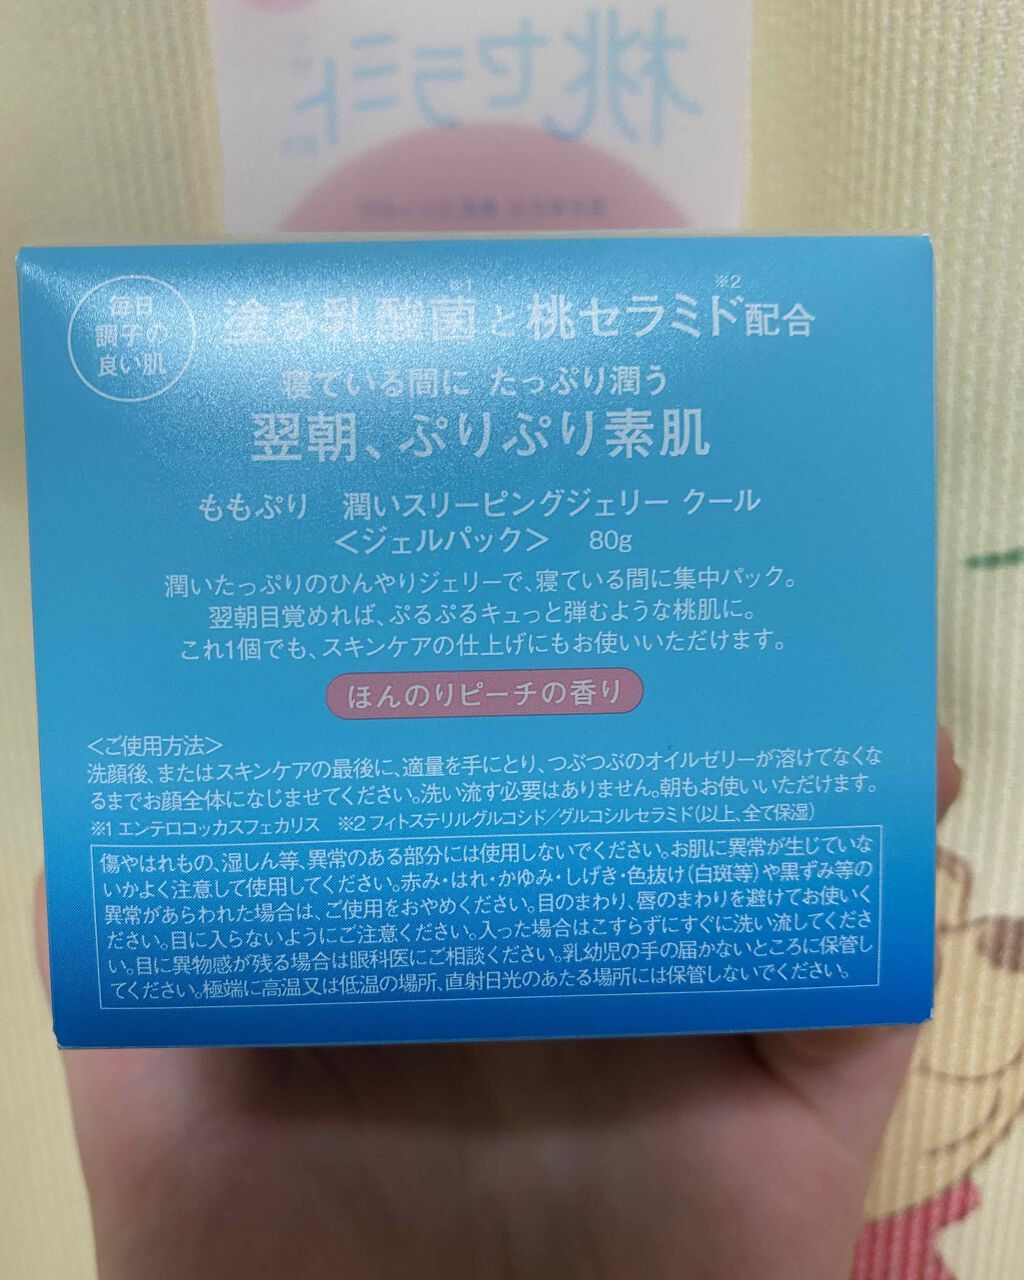 桃セラミド
毎日
調子の
良い肌
※1 ※2
塗る乳酸菌と桃セラミド配合
寝ている間に たっぷり潤う
翌朝、ぷりぷり素肌
ももぷり 潤いスリーピングジェリー クール
<ジェルパック> 80g
潤いたっぷりのひんやりジェリーで、寝ている間に集中パック。
翌朝目覚めれば、ぷるぷるキュっと弾むような桃肌に。
これ1個でも、スキンケアの仕上げにもお使いいただけます。
ほんのりピーチの香り
<ご使用方法>
洗顔後、またはスキンケアの最後に、適量を手にとり、つぶつぶのオイルゼリーが溶けてなくな
るまでお顔全体になじませてください。洗い流す必要はありません。朝もお使いいただけます。
※1 エンテロコッカスフェカリス ※2 フィトステリルグルコシド/グルコシルセラミド(以上、全て保湿)
傷やはれもの、湿しん等、異常のある部分には使用しないでください。お肌に異常が生じていな
いかよく注意して使用してください。赤み・はれ・かゆみ・しげき・色抜け(白斑等)や黒ずみ等の
異常があらわれた場合は、ご使用をおやめください。目のまわり、唇のまわりを避けてお使いく
ださい。目に入らないようにご注意ください。入った場合はこすらずにすぐに洗い流してくださ
い。目に異物感が残る場合は眼科医にご相談ください。乳幼児の手の届かないところに保管し
てください。極端に高温又は低温の場所、直射日光のあたる場所には保管しないでください。